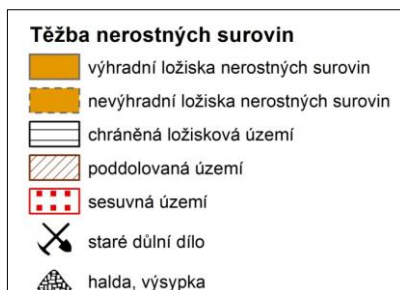 Těžba nerostných surovin
výhradní ložiska nerostných surovin
nevýhradní ložiska nerostných surovin
chráněná ložisková území
poddolovaná území
sesuvná území
staré důlní dílo
halda, výsypka